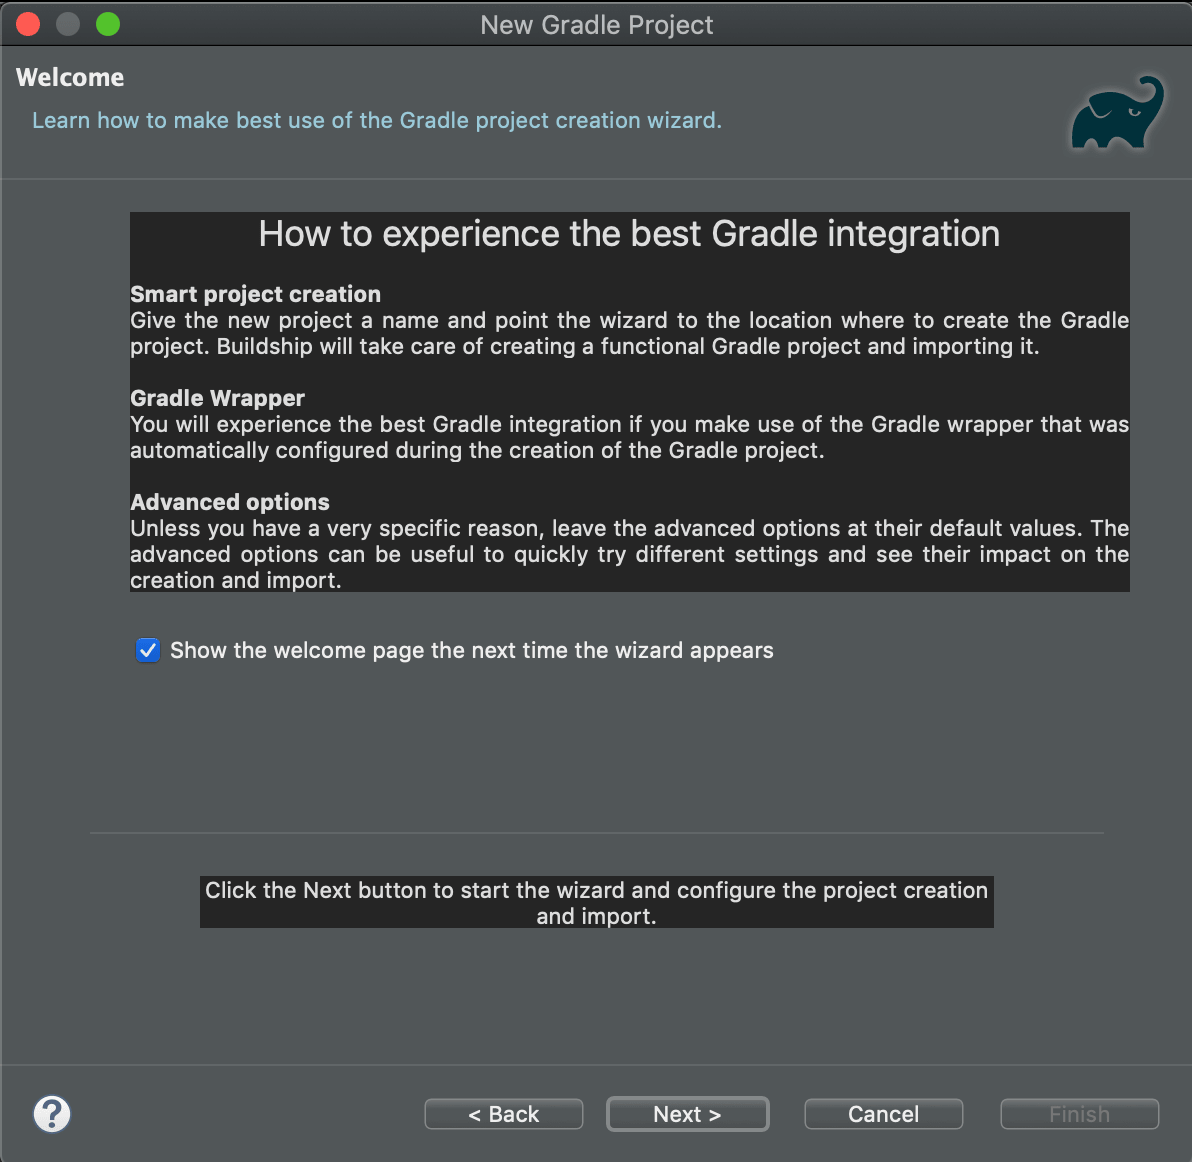 New Gradle Project
Welcome
Learn how to make best use of the Gradle project creation wizard.
How to experience the best Gradle integration
Smart project creation
Give the new project a name and point the wizard to the location where to create the Gradle
project. Buildship will take care of creating a functional Gradle project and importing it.
Gradle Wrapper
You will experience the best Gradle integration if you make use of the Gradle wrapper that was
automatically configured during the creation of the Gradle project.
Advanced options
Unless you have a very specific reason, leave the advanced options at their default values. The
advanced options can be useful to quickly try different settings and see their impact on the
creation and import.
Show the welcome page the next time the wizard appears
Click the Next button to start the wizard and configure the project creation
and import.
? < Back Next > Cancel Finish